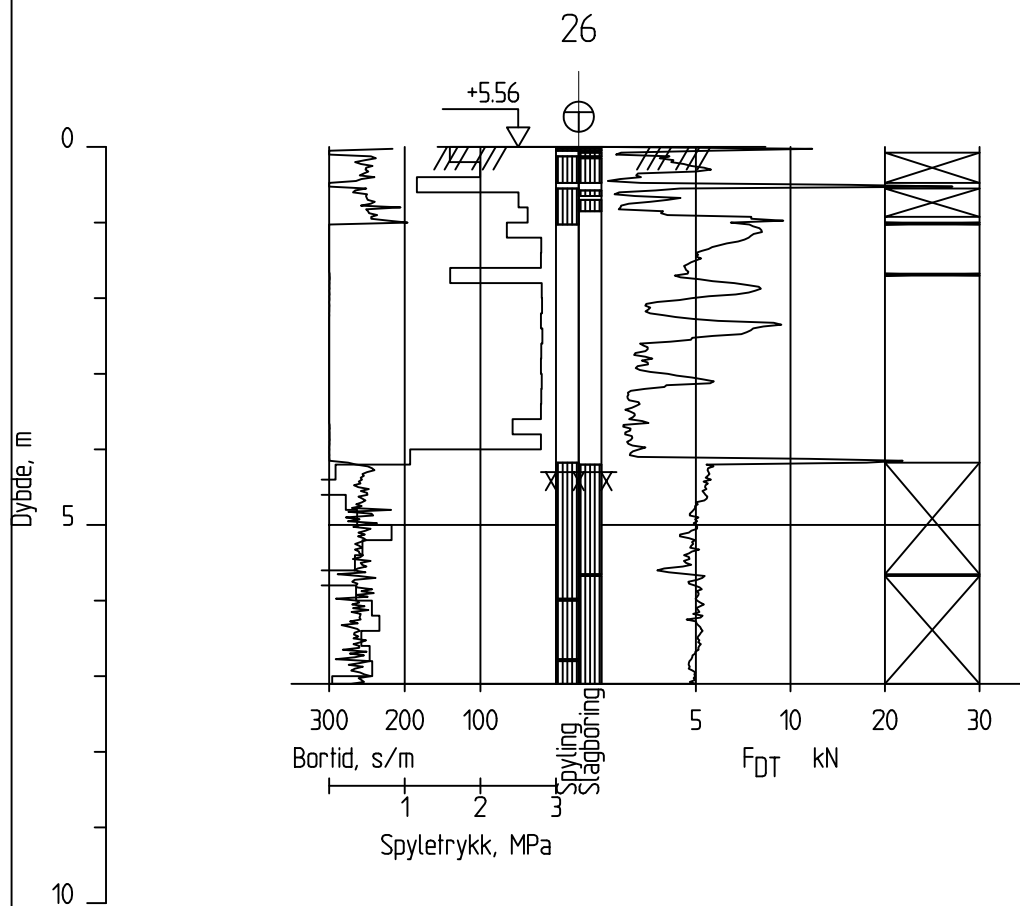 26
+5.56
0
Dybde, m
5
10
300 200 100 5 10 20 30
Bortid, s/m
Spyling
Slagboring
FDT kN
1 2 3
Spyletrykk, MPa